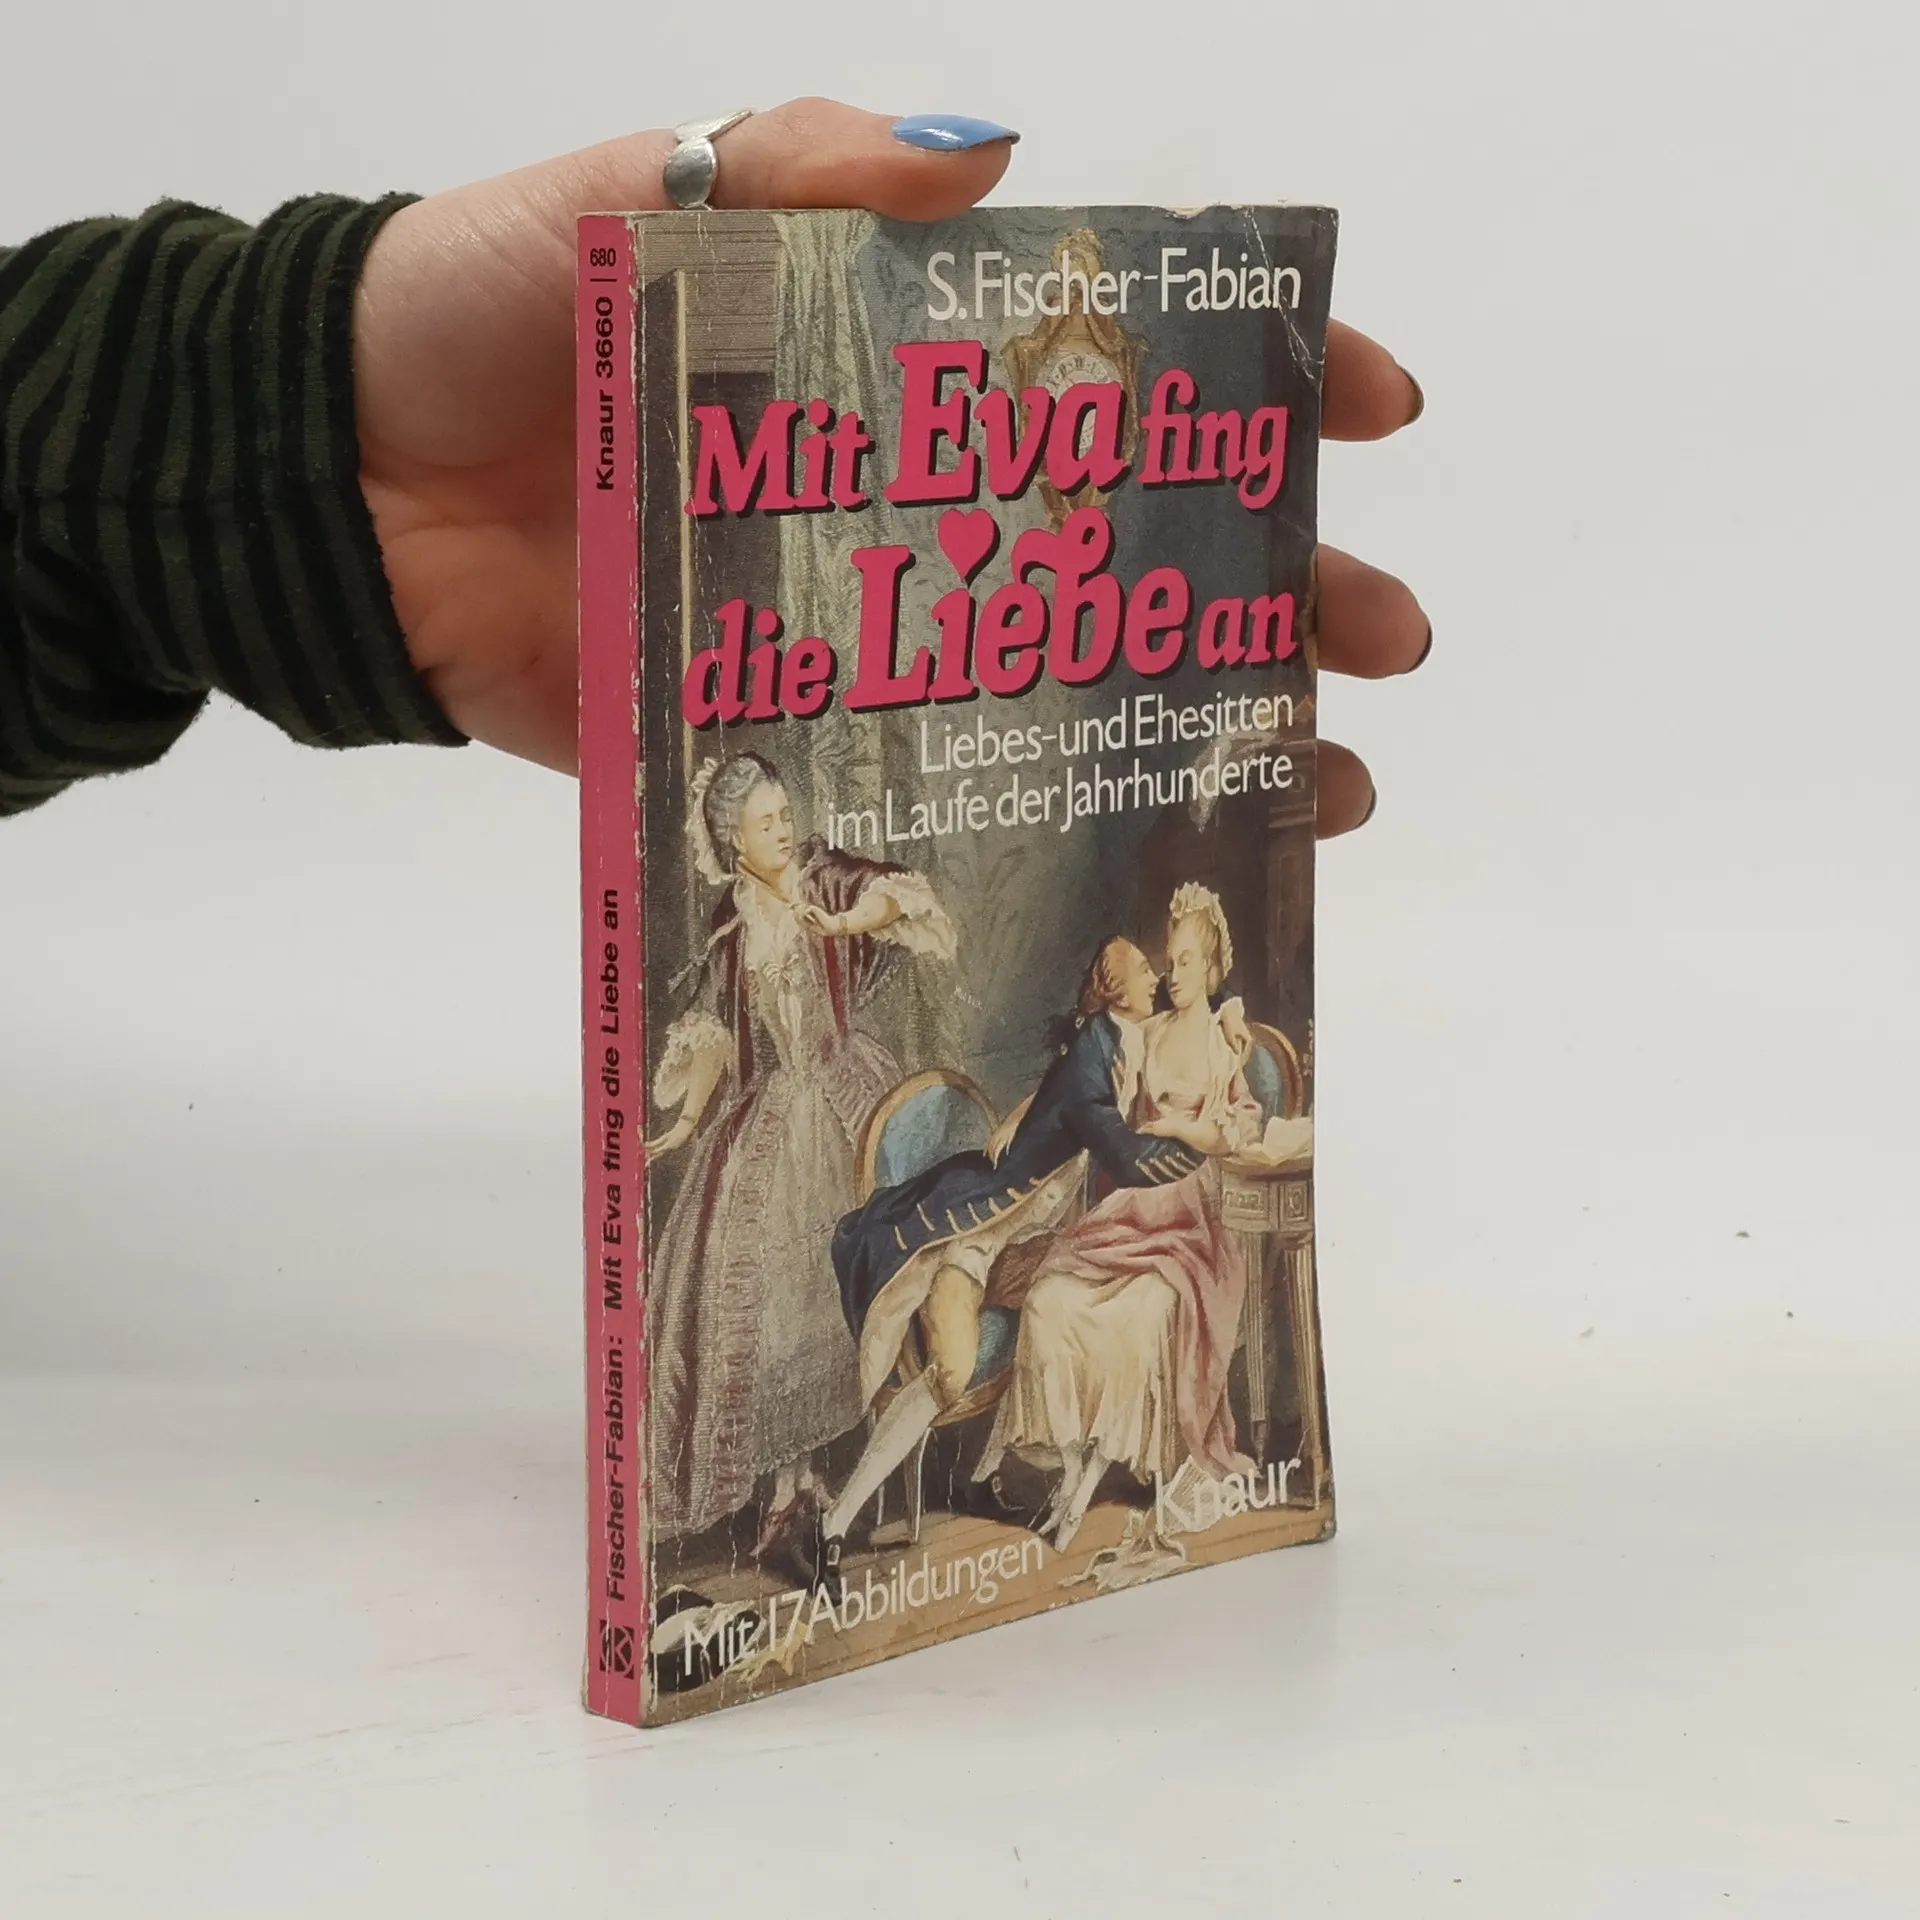 S. Fischer-Fabian
Mit Eva fing
die Liebe an
Liebes- und Ehesitten
im Laufe der Jahrhunderte
Knaur
Mit 17 Abbildungen
Fischer-Fabian: Mit Eva fing die Liebe an Knaur 3660 | 680